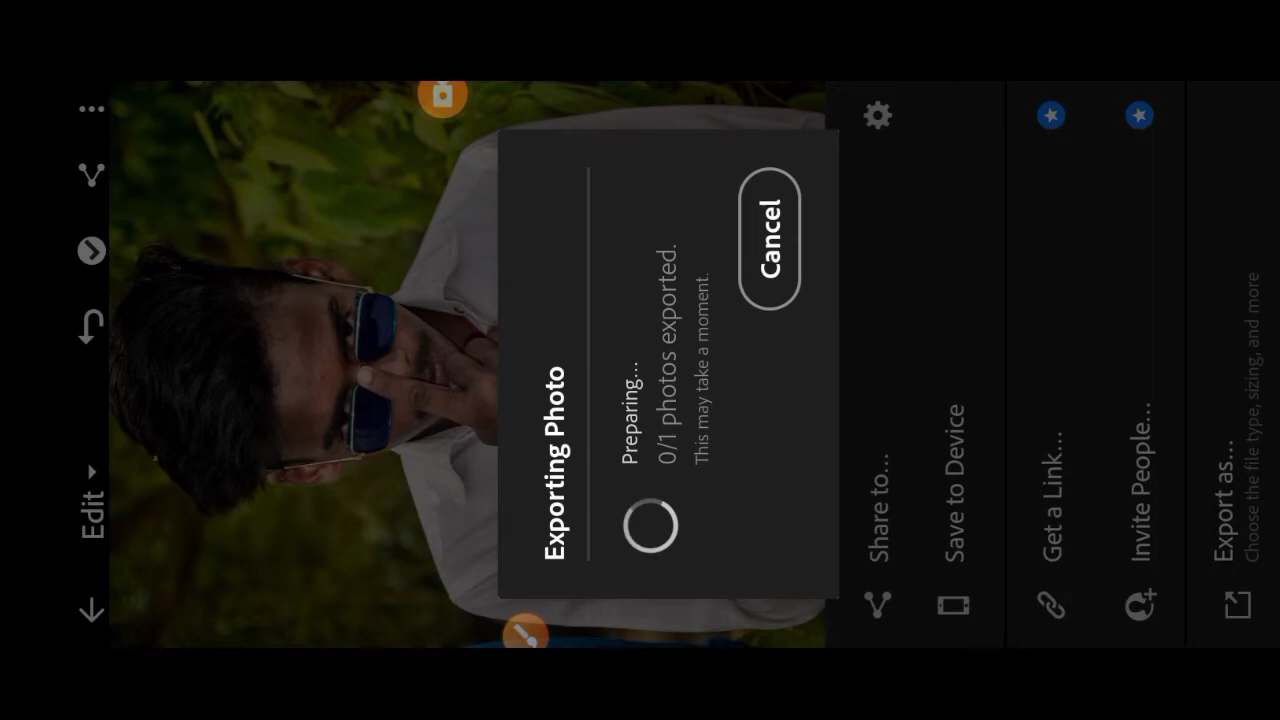 Edit
Exporting Photo
Preparing...
0/1 photos exported.
This may take a moment.
Cancel
Share to...
Save to Device
Get a Link...
Invite People...
Export as...
Choose the file type, sizing, and more